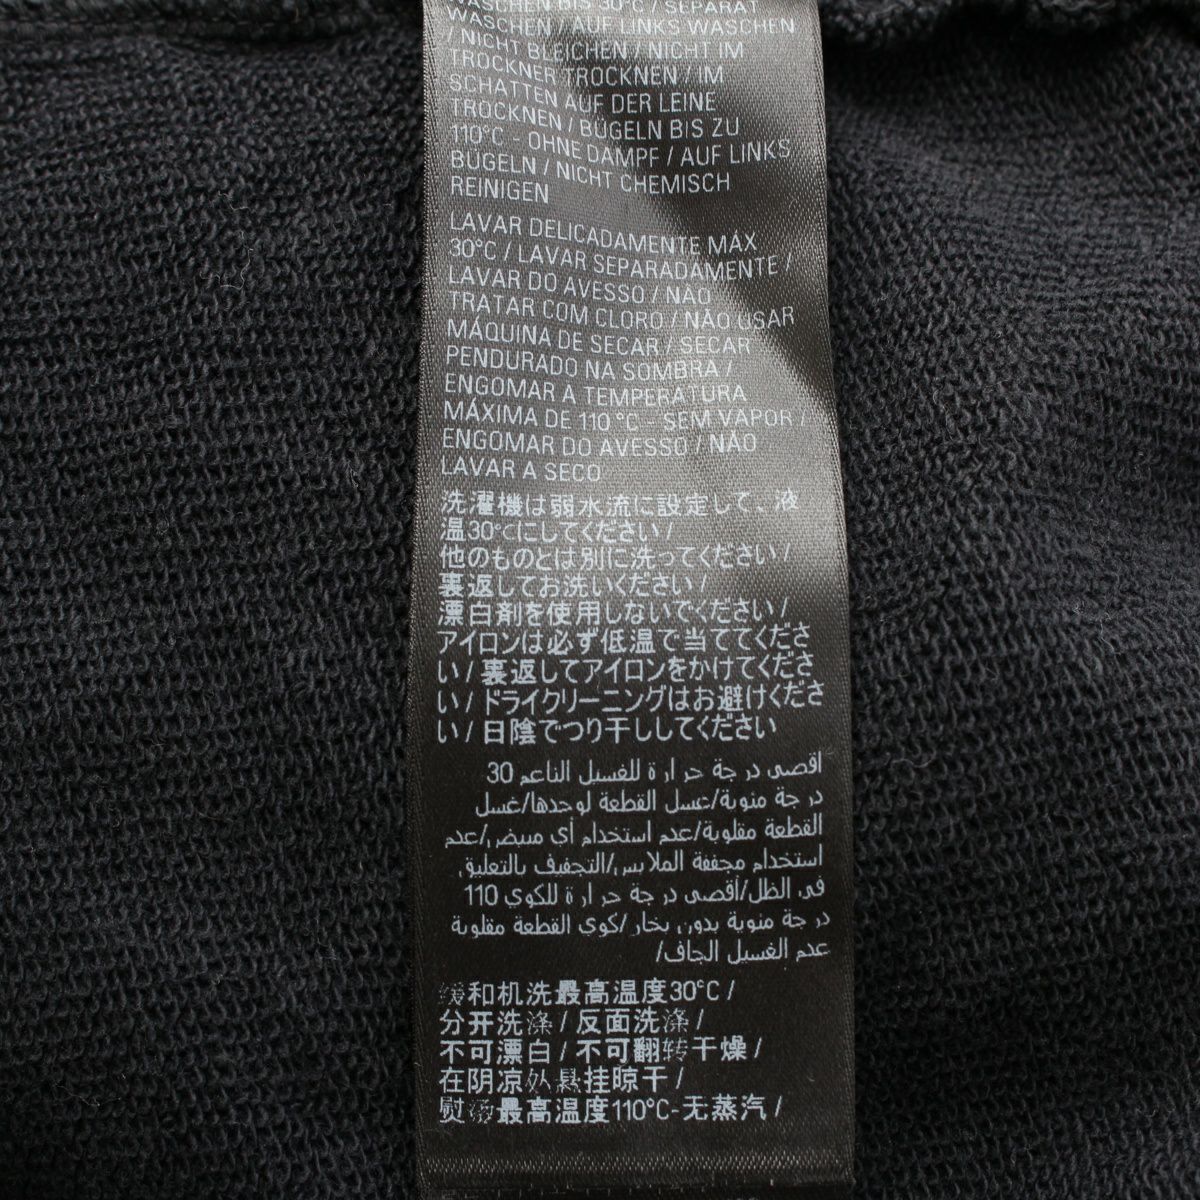 WASCHEN BIS 30°C / SEPARAT
WASCHEN / AUF LINKS WASCHEN
/ NICHT BLEICHEN / NICHT IM
TROCKNER TROCKNEN / IM
SCHATTEN AUF DER LEINE
TROCKNEN / BÜGELN BIS ZU
110°C - OHNE DAMPF / AUF LINKS
BÜGELN / NICHT CHEMISCH
REINIGEN
LAVAR DELICADAMENTE MÁX
30°C / LAVAR SEPARADAMENTE /
LAVAR DO AVESSO / NÃO
TRATAR COM CLORO / NÃO USAR
MÁQUINA DE SECAR / SECAR
PENDURADO NA SOMBRA /
ENGOMAR A TEMPERATURA
MÁXIMA DE 110 °C - SEM VAPOR /
ENGOMAR DO AVESSO / NÃO
LAVAR A SECO
洗濯機は弱水流に設定して、液
温30℃にしてください /
他のものとは別に洗ってください /
裏返してお洗いください /
漂白剤を使用しないでください /
アイロンは必ず低温で当ててくださ
い / 裏返してアイロンをかけてくださ
い / ドライクリーニングはお避けくださ
い / 日陰でつり干ししてください
اقصى درجة حرارة للغسيل الناعم 30
درجة مئوية/غسل القطعة لوحدها/غسل
القطعة مقلوبة/عدم استخدام أي مبيض/عدم
استخدام مجففة الملابس/التجفيف بالتعليق
في الظل/أقصى درجة حرارة للكوي 110
درجة مئوية بدون بخار/كوي القطعة مقلوبة
عدم الغسيل الجاف/
缓和机洗最高温度30°C /
分开洗涤 / 反面洗涤 /
不可漂白 / 不可翻转干燥 /
在阴凉处悬挂晾干 /
熨烫最高温度110°C-无蒸汽 /